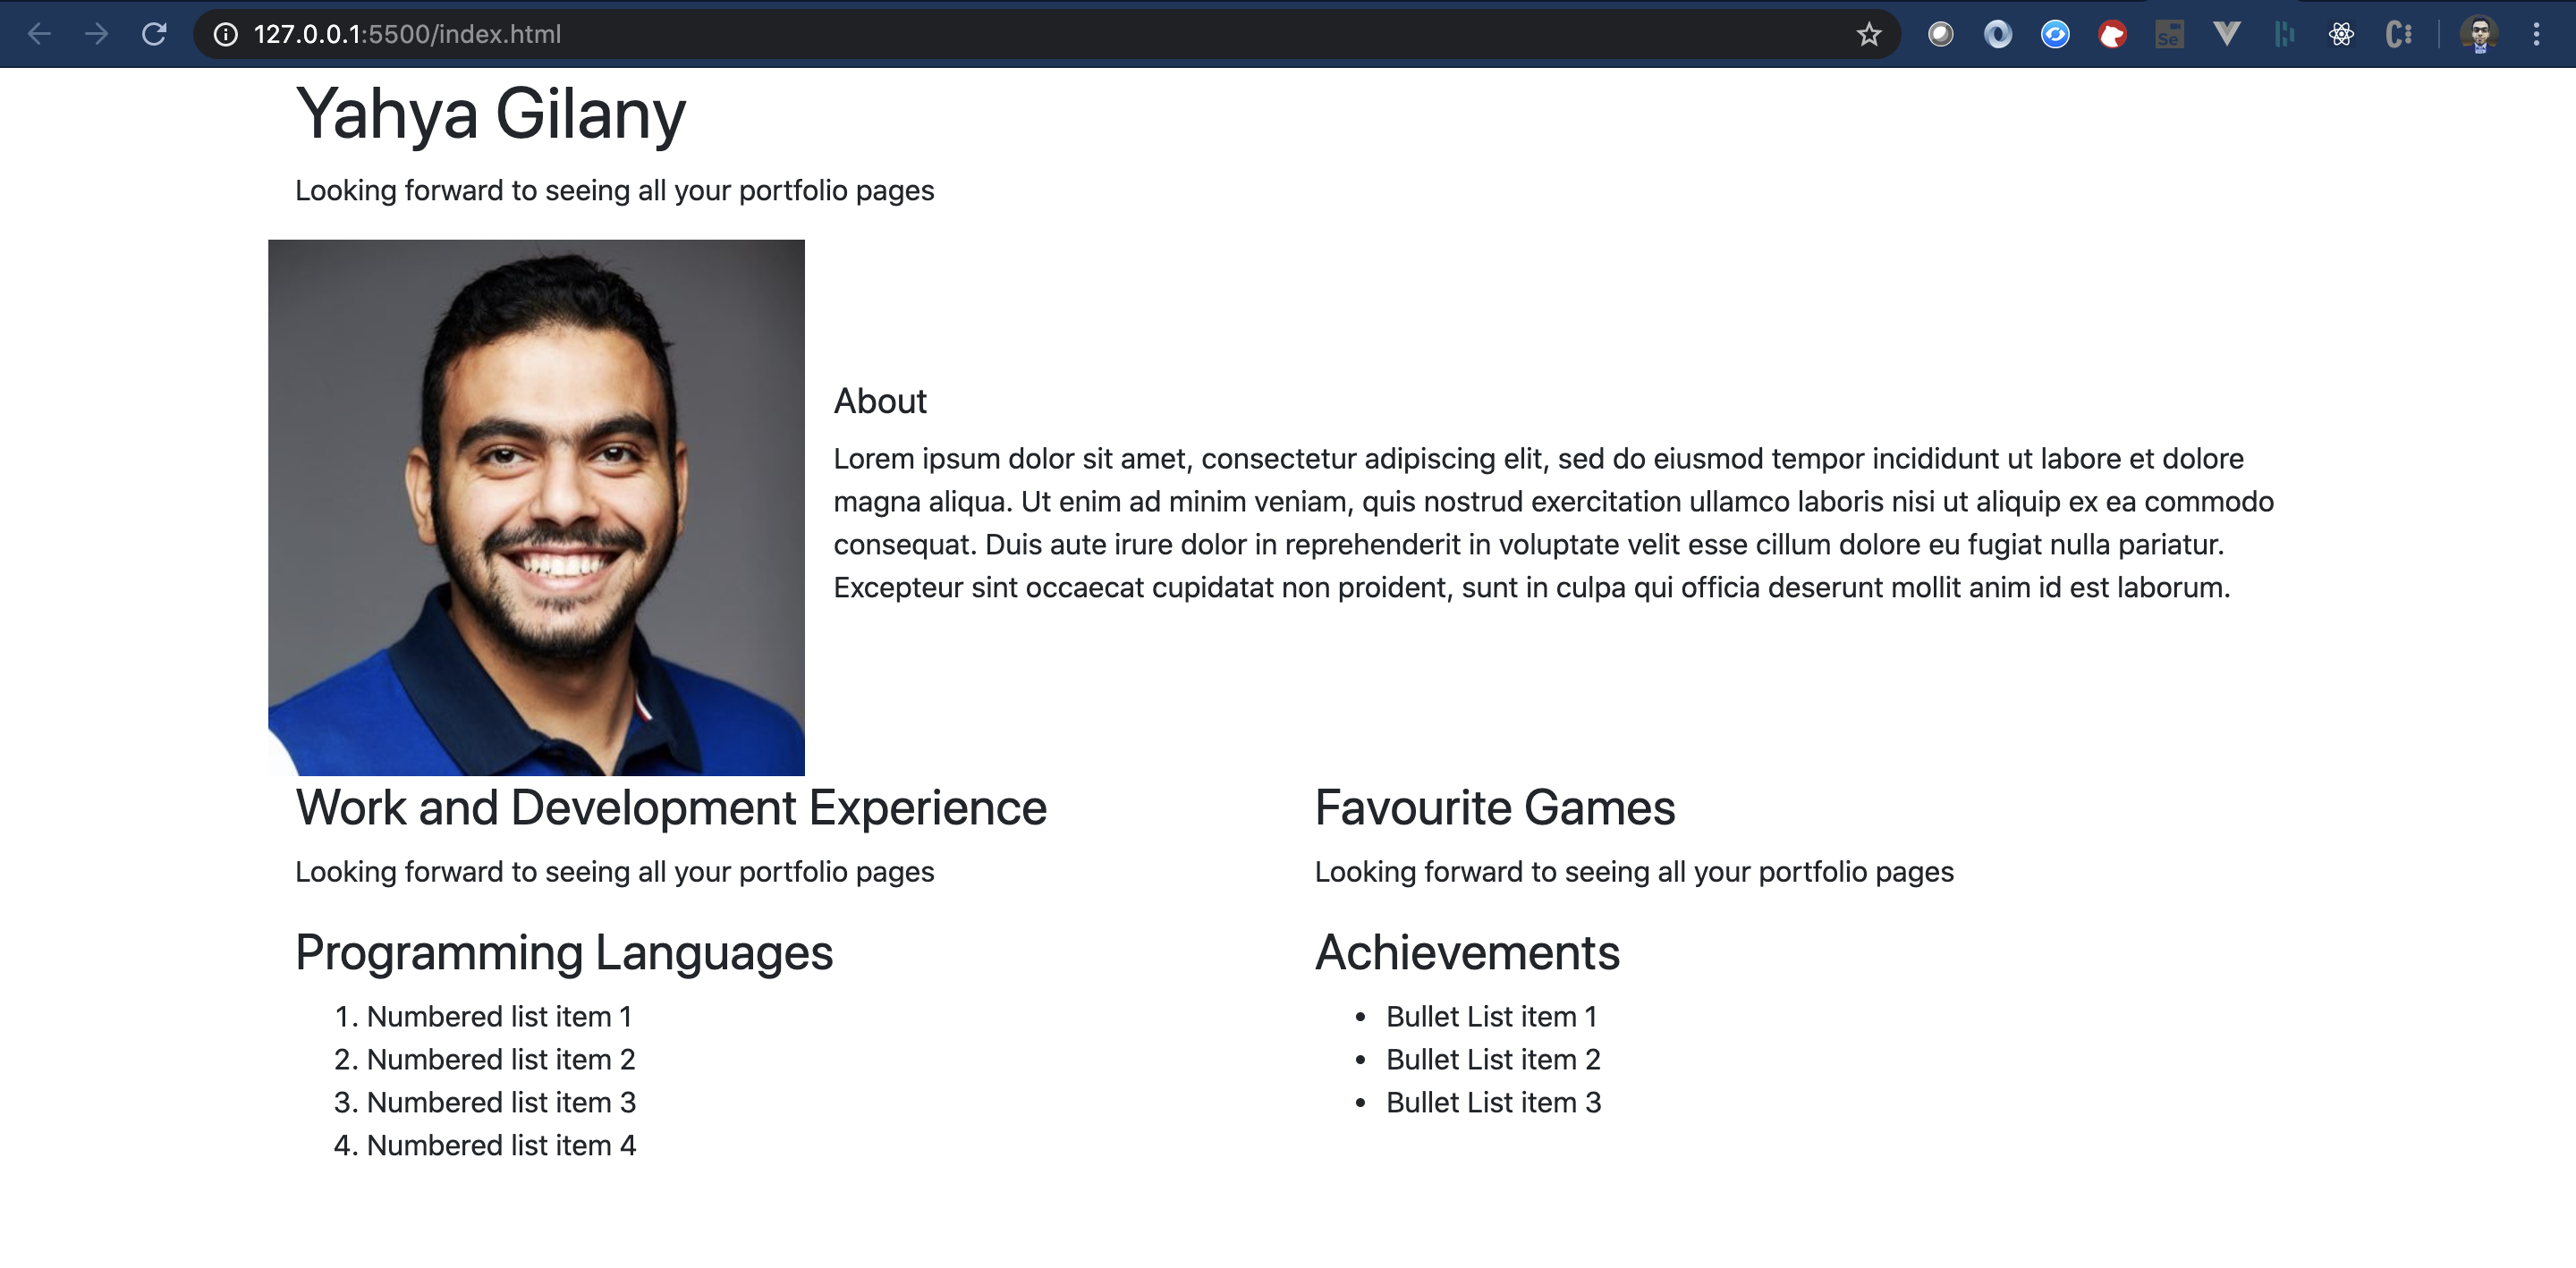 127.0.0.1:5500/index.html
Se
Yahya Gilany
Looking forward to seeing all your portfolio pages
About
Lorem ipsum dolor sit amet, consectetur adipiscing elit, sed do eiusmod tempor incididunt ut labore et dolore
magna aliqua. Ut enim ad minim veniam, quis nostrud exercitation ullamco laboris nisi ut aliquip ex ea commodo
consequat. Duis aute irure dolor in reprehenderit in voluptate velit esse cillum dolore eu fugiat nulla pariatur.
Excepteur sint occaecat cupidatat non proident, sunt in culpa qui officia deserunt mollit anim id est laborum.
Work and Development Experience
Looking forward to seeing all your portfolio pages
Programming Languages
1. Numbered list item 1
2. Numbered list item 2
3. Numbered list item 3
4. Numbered list item 4
Favourite Games
Looking forward to seeing all your portfolio pages
Achievements
• Bullet List item 1
• Bullet List item 2
• Bullet List item 3